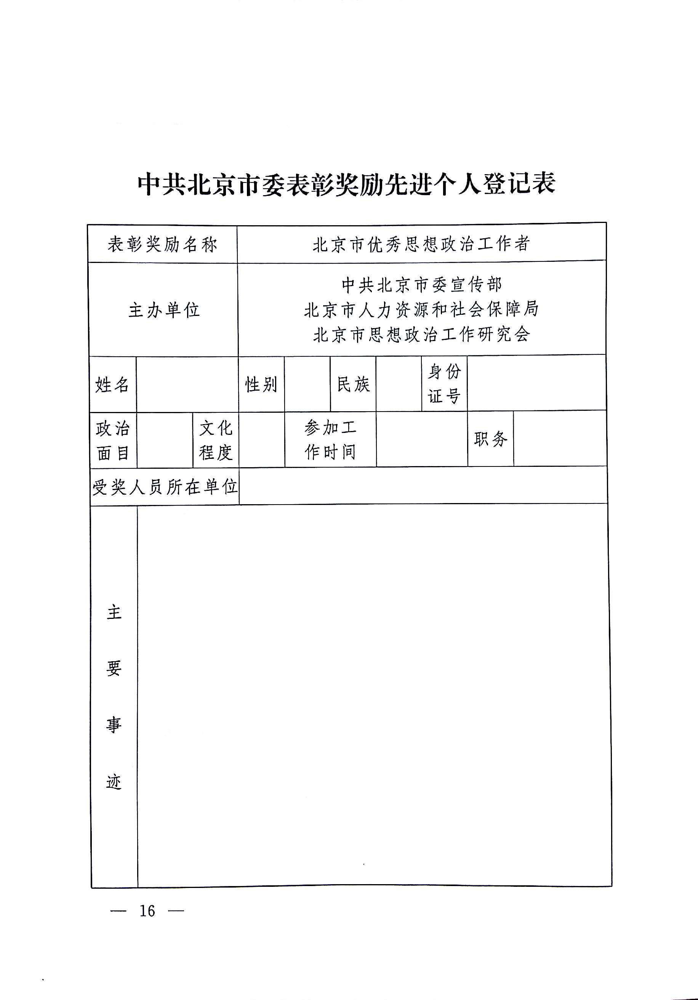 中共北京市委表彰奖励先进个人登记表
表彰奖励名称
北京市优秀思想政治工作者
主办单位
中共北京市委宣传部
北京市人力资源和社会保障局
北京市思想政治工作研究会
姓名
性别
民族
身份
证号
政治
面目
文化
程度
参加工
作时间
职务
受奖人员所在单位
主
要
事
迹
— 16 —